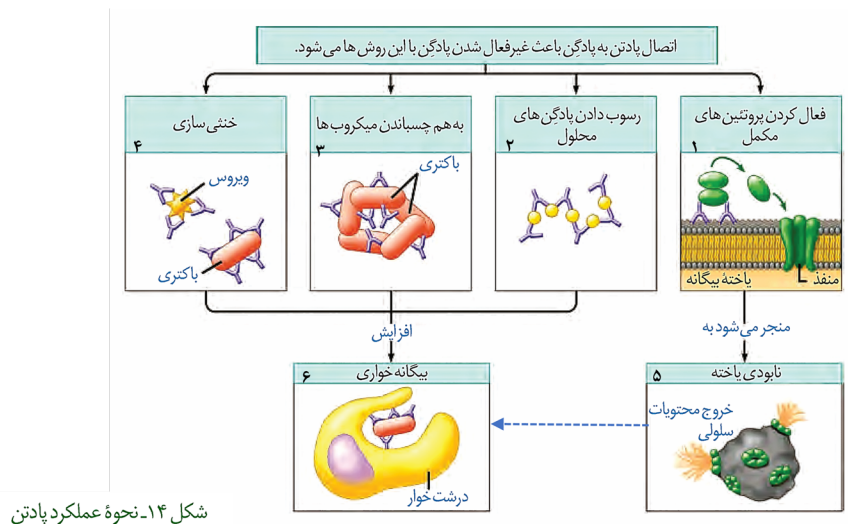 اتصال پادتن به پادگِن باعث غیرفعال شدن پادگِن با این روش ها می شود.
فعال کردن پروتئین های
مکمل
۱
منفذ
یاختهٔ بیگانه
رسوب دادن پادگِن های
محلول
۲
به هم چسباندن میکروب ها
۳
باکتری
خنثی سازی
۴
ویروس
باکتری
منجر می شود به
افزایش
نابودی یاخته
۵
خروج محتویات
سلولی
بیگانه خواری
۶
درشت خوار
شکل ۱۴ـ نحوهٔ عملکرد پادتن